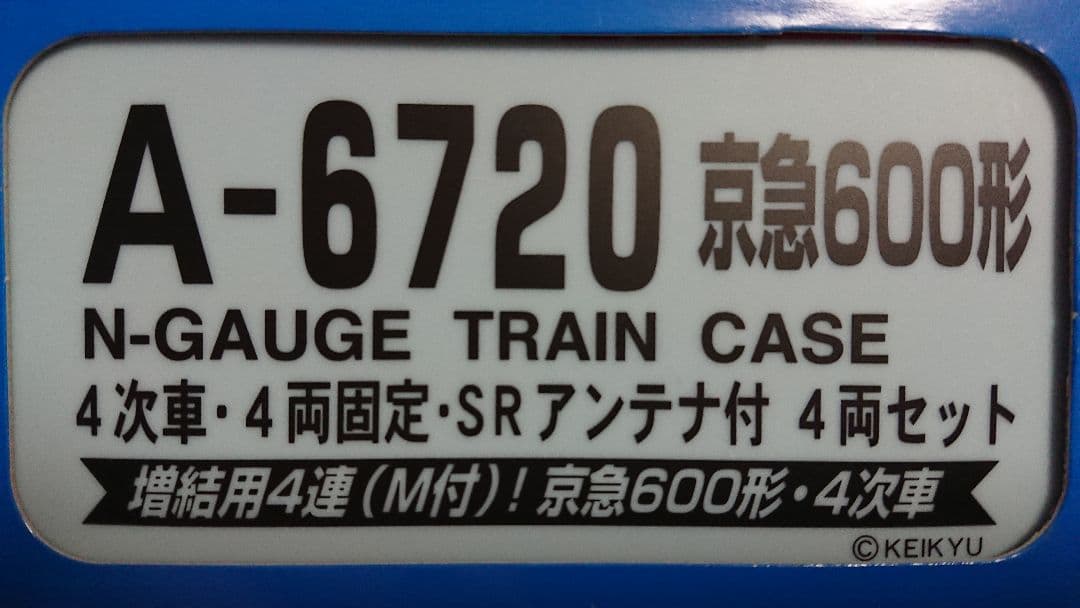 A-6720 京急600形
N-GAUGE TRAIN CASE
4次車・4両固定・SRアンテナ付 4両セット
増結用4連(M付)!京急600形・4次車
©KEIKYU